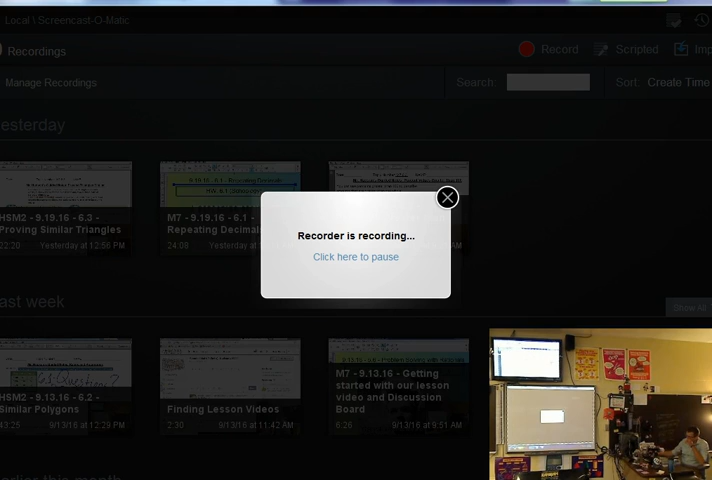 Local \ Screencast-O-Matic
Recordings
Record
Scripted
Manage Recordings
Search:
Sort: Create Time
esterday
HSM2 - 9.19.16 - 6.3 -
Proving Similar Triangles
22:20 Yesterday at 12:56 PM
M7 - 9.19.16 - 6.1 -
Repeating Decimal
24:08 Yesterday
Recorder is recording...
Click here to pause
ast week
Show All
HSM2 - 9.13.16 - 6.2 -
Similar Polygons
43:25 9/13/16 at 12:29 PM
Finding Lesson Videos
2:30 9/13/16 at 11:42 AM
M7 - 9.13.16 - Getting
started with our lesson
video and Discussion
Board
6:26 9/13/16 at 9:51 AM
arlier this month